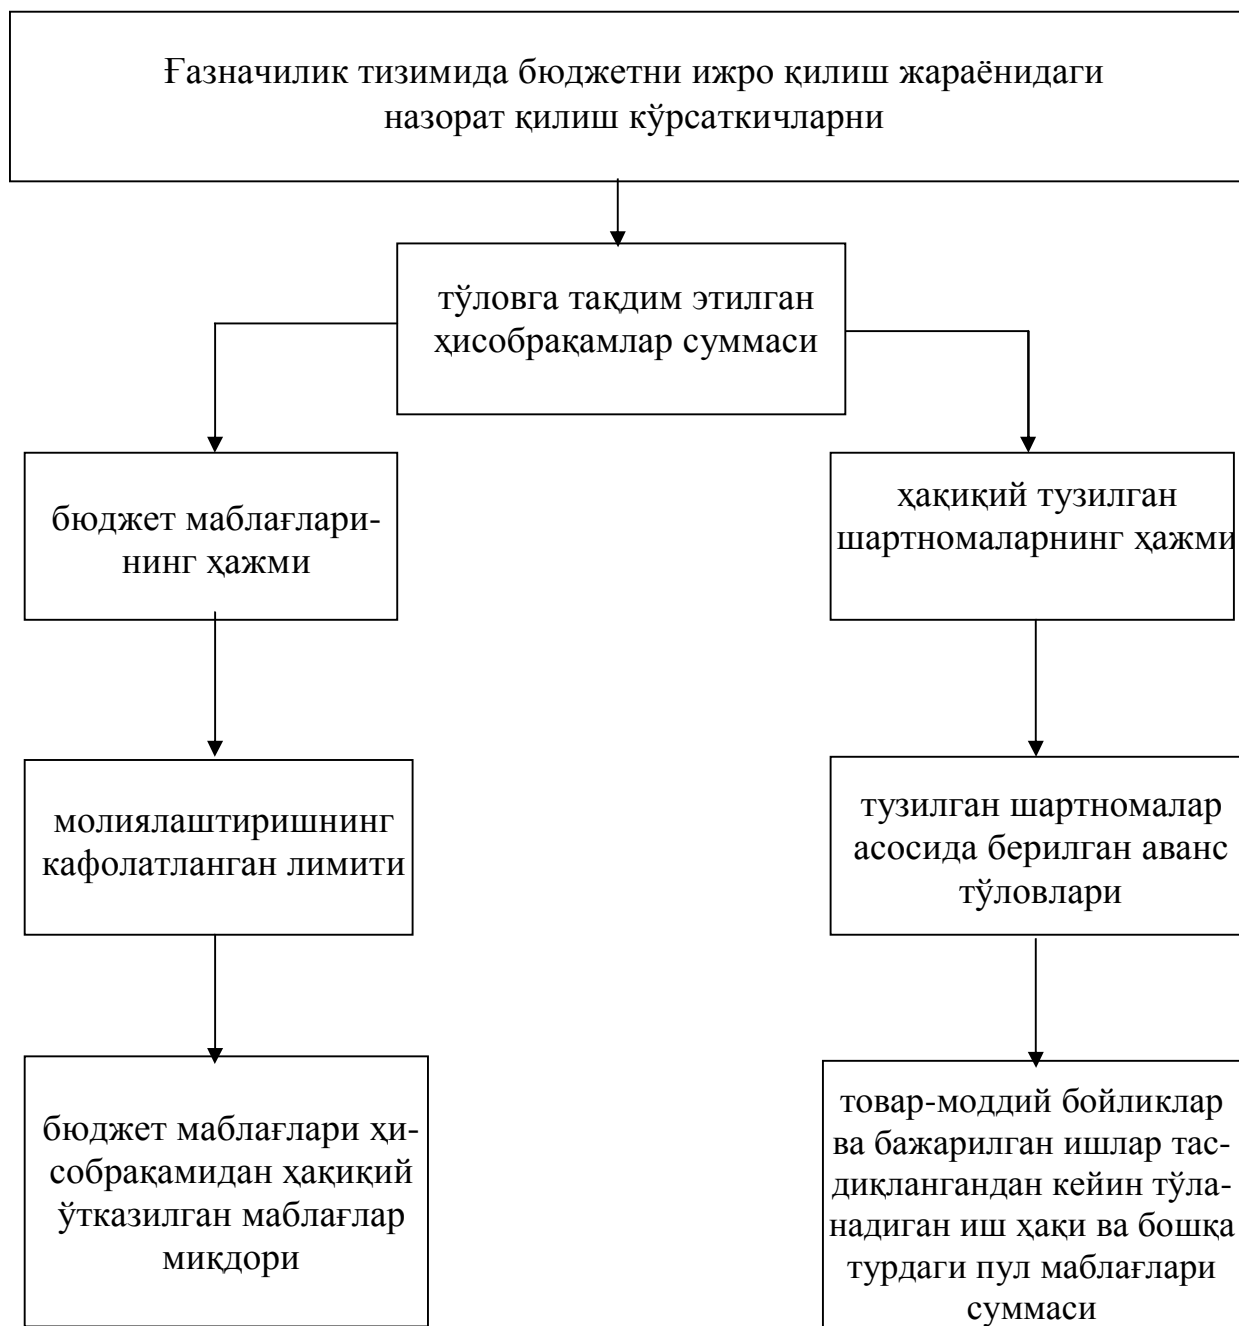 Ғазначилик тизимида бюджетни ижро қилиш жараёнидаги
назорат қилиш кўрсаткичларни
тўловга тақдим этилган
ҳисобрақамлар суммаси
бюджет маблағлари-
нинг ҳажми
ҳақиқий тузилган
шартномаларнинг ҳажми
молиялаштиришнинг
кафолатланган лимити
тузилган шартномалар
асосида берилган аванс
тўловлари
бюджет маблағлари ҳи-
собрақамидан ҳақиқий
ўтказилган маблағлар
миқдори
товар-моддий бойликлар
ва бажарилган ишлар тас-
диқлангандан кейин тўла-
надиган иш ҳақи ва бошқа
турдаги пул маблағлари
суммаси